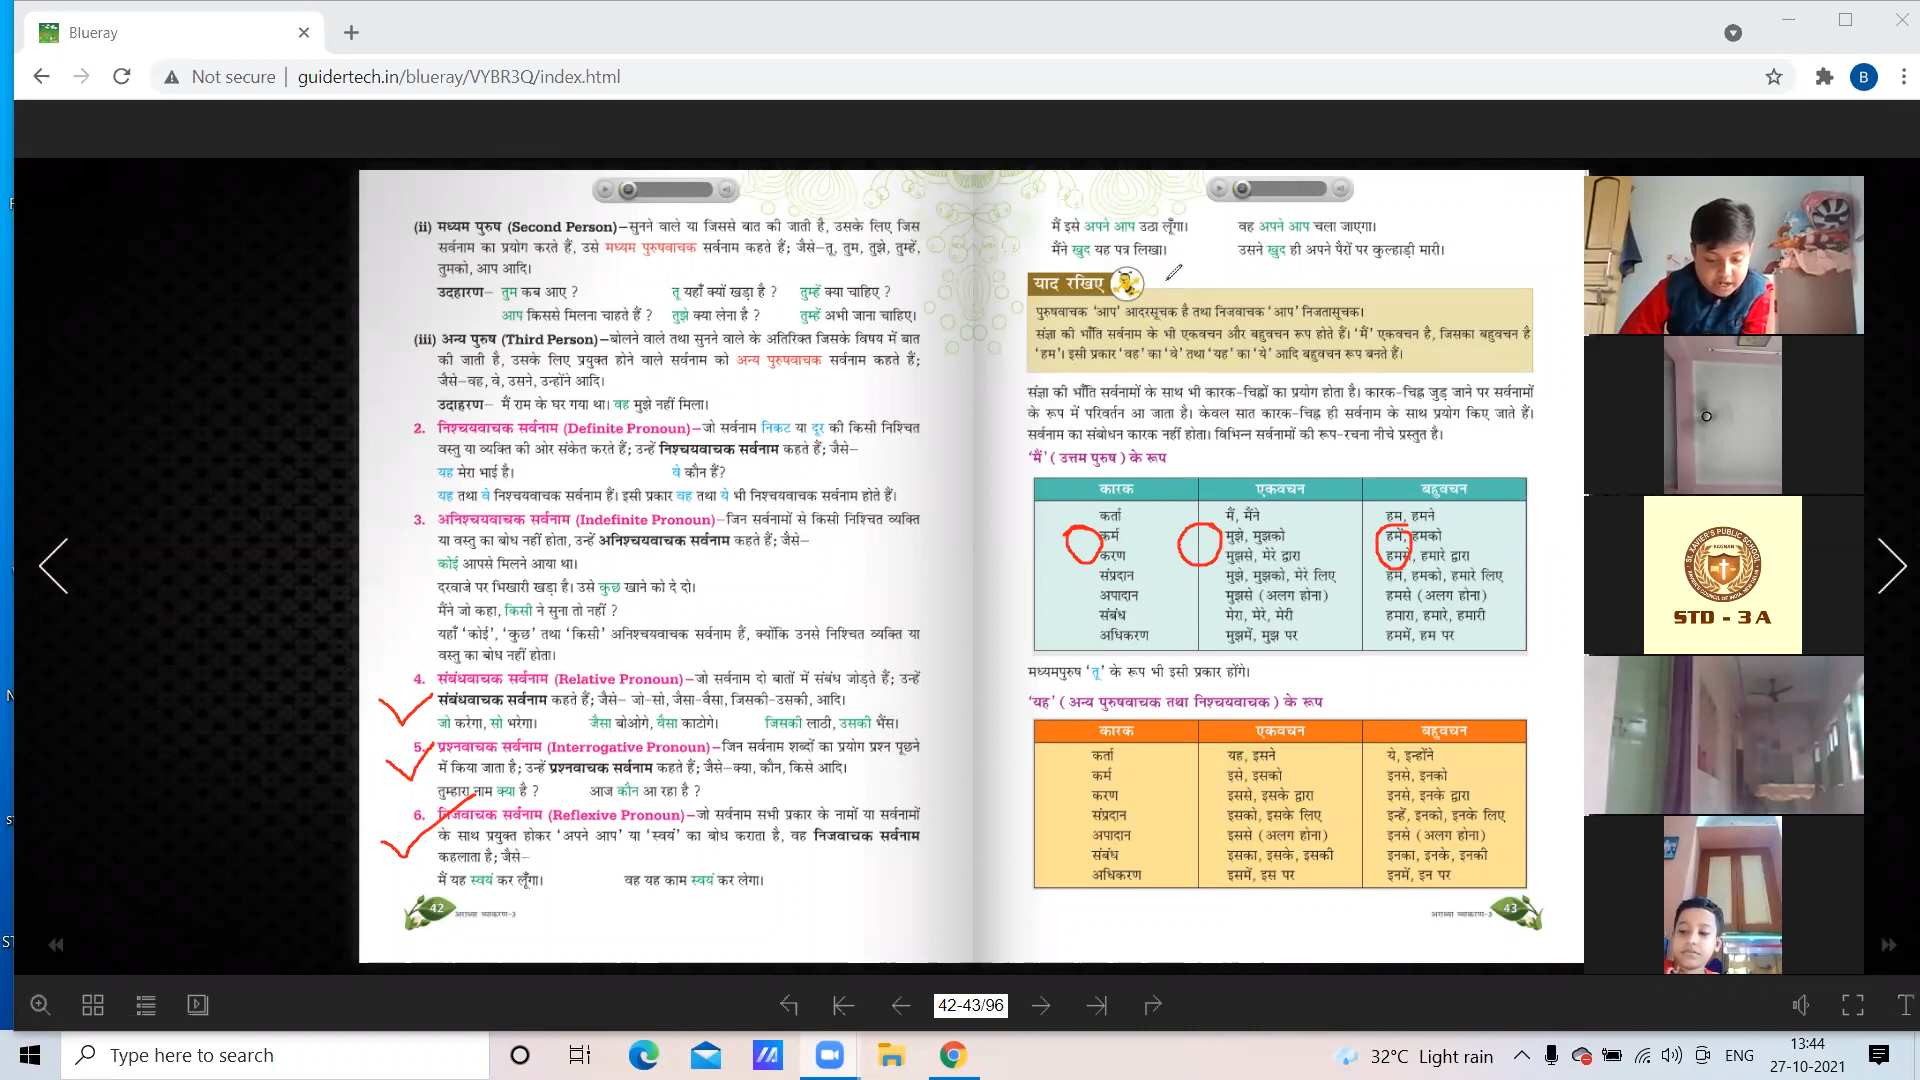 Blueray
Not secure | guidertech.in/blueray/VYBR3Q/index.html
B
(ii) मध्यम पुरुष (Second Person)–सुनने वाले या जिससे बात की जाती है, उसके लिए जिस
सर्वनाम का प्रयोग करते हैं, उसे मध्यम पुरुषवाचक सर्वनाम कहते हैं; जैसे–तू, तुम, तुझे, तुम्हें,
तुमको, आप आदि।
उदहारण– तुम कब आए ? तू यहाँ क्यों खड़ा है ? तुम्हें क्या चाहिए ?
आप किससे मिलना चाहते हैं ? तुझे क्या लेना है ? तुम्हें अभी जाना चाहिए।
(iii) अन्य पुरुष (Third Person)–बोलने वाले तथा सुनने वाले के अतिरिक्त जिसके विषय में बात
की जाती है, उसके लिए प्रयुक्त होने वाले सर्वनाम को अन्य पुरुषवाचक सर्वनाम कहते हैं;
जैसे–वह, वे, उसने, उन्होंने आदि।
उदाहरण– मैं राम के घर गया था। वह मुझे नहीं मिला।
2. निश्चयवाचक सर्वनाम (Definite Pronoun)–जो सर्वनाम निकट या दूर की किसी निश्चित
वस्तु या व्यक्ति की ओर संकेत करते हैं; उन्हें निश्चयवाचक सर्वनाम कहते हैं; जैसे–
यह मेरा भाई है। वे कौन हैं?
यह तथा वे निश्चयवाचक सर्वनाम हैं। इसी प्रकार वह तथा ये भी निश्चयवाचक सर्वनाम होते हैं।
3. अनिश्चयवाचक सर्वनाम (Indefinite Pronoun)–जिन सर्वनामों से किसी निश्चित व्यक्ति
या वस्तु का बोध नहीं होता, उन्हें अनिश्चयवाचक सर्वनाम कहते हैं; जैसे–
कोई आपसे मिलने आया था।
दरवाजे पर भिखारी खड़ा है। उसे कुछ खाने को दे दो।
मैंने जो कहा, किसी ने सुना तो नहीं ?
यहाँ ‘कोई’, ‘कुछ’ तथा ‘किसी’ अनिश्चयवाचक सर्वनाम हैं, क्योंकि उनसे निश्चित व्यक्ति या
वस्तु का बोध नहीं होता।
4. संबंधवाचक सर्वनाम (Relative Pronoun)–जो सर्वनाम दो बातों में संबंध जोड़ते हैं; उन्हें
संबंधवाचक सर्वनाम कहते हैं; जैसे– जो-सो, जैसा-वैसा, जिसकी-उसकी, आदि।
जो करेगा, सो भरेगा। जैसा बोओगे, वैसा काटोगे। जिसकी लाठी, उसकी भैंस।
5. प्रश्नवाचक सर्वनाम (Interrogative Pronoun)–जिन सर्वनाम शब्दों का प्रयोग प्रश्न पूछने
में किया जाता है; उन्हें प्रश्नवाचक सर्वनाम कहते हैं; जैसे–क्या, कौन, किसे आदि।
तुम्हारा नाम क्या है ? आज कौन आ रहा है ?
6. निजवाचक सर्वनाम (Reflexive Pronoun)–जो सर्वनाम सभी प्रकार के नामों या सर्वनामों
के साथ प्रयुक्त होकर ‘अपने आप’ या ‘स्वयं’ का बोध कराता है, वह निजवाचक सर्वनाम
कहलाता है; जैसे–
मैं यह स्वयं कर लूँगा। वह यह काम स्वयं कर लेगा।
42 अराध्या व्याकरण-3
मैं इसे अपने आप उठा लूँगा। वह अपने आप चला जाएगा।
मैंने खुद यह पत्र लिखा। उसने खुद ही अपने पैरों पर कुल्हाड़ी मारी।
याद रखिए
पुरुषवाचक ‘आप’ आदरसूचक है तथा निजवाचक ‘आप’ निजतासूचक।
संज्ञा की भाँति सर्वनाम के भी एकवचन और बहुवचन रूप होते हैं। ‘मैं’ एकवचन है, जिसका बहुवचन है
‘हम’। इसी प्रकार ‘वह’ का ‘वे’ तथा ‘यह’ का ‘ये’ आदि बहुवचन रूप बनते हैं।
संज्ञा की भाँति सर्वनामों के साथ भी कारक-चिह्नों का प्रयोग होता है। कारक-चिह्न जुड़ जाने पर सर्वनामों
के रूप में परिवर्तन आ जाता है। केवल सात कारक-चिह्न ही सर्वनाम के साथ प्रयोग किए जाते हैं।
सर्वनाम का संबोधन कारक नहीं होता। विभिन्न सर्वनामों की रूप-रचना नीचे प्रस्तुत है।
‘मैं’ ( उत्तम पुरुष ) के रूप
कारक एकवचन बहुवचन
कर्ता मैं, मैंने हम, हमने
कर्म मुझे, मुझको हमें, हमको
करण मुझसे, मेरे द्वारा हमसे, हमारे द्वारा
संप्रदान मुझे, मुझको, मेरे लिए हम, हमको, हमारे लिए
अपादान मुझसे (अलग होना) हमसे (अलग होना)
संबंध मेरा, मेरे, मेरी हमारा, हमारे, हमारी
अधिकरण मुझमें, मुझ पर हममें, हम पर
मध्यमपुरुष ‘तू’ के रूप भी इसी प्रकार होंगे।
‘यह’ ( अन्य पुरुषवाचक तथा निश्चयवाचक ) के रूप
कारक एकवचन बहुवचन
कर्ता यह, इसने ये, इन्होंने
कर्म इसे, इसको इनसे, इनको
करण इससे, इसके द्वारा इनसे, इनके द्वारा
संप्रदान इसको, इसके लिए इन्हें, इनको, इनके लिए
अपादान इससे (अलग होना) इनसे (अलग होना)
संबंध इसका, इसके, इसकी इनका, इनके, इनकी
अधिकरण इसमें, इस पर इनमें, इन पर
अराध्या व्याकरण-3 43
ST. XAVIER'S PUBLIC SCHOOL
BAGNAN
STD - 3 A
42-43/96
Type here to search
32°C Light rain
ENG
13:44
27-10-2021